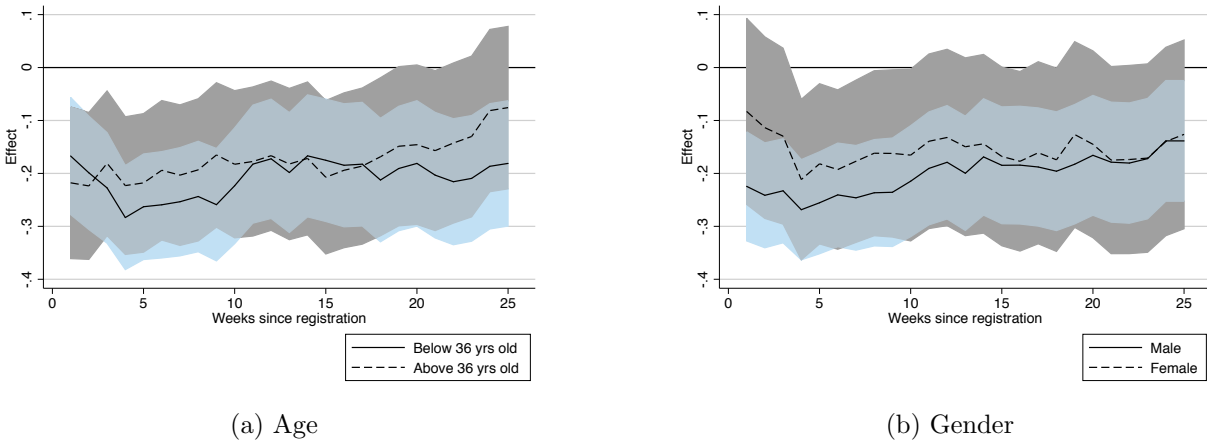 .1
0
-.1
-.2
-.3
-.4
Effect
0 5 10 15 20 25
Weeks since registration
Below 36 yrs old
Above 36 yrs old
(a) Age
.1
0
-.1
-.2
-.3
-.4
Effect
0 5 10 15 20 25
Weeks since registration
Male
Female
(b) Gender